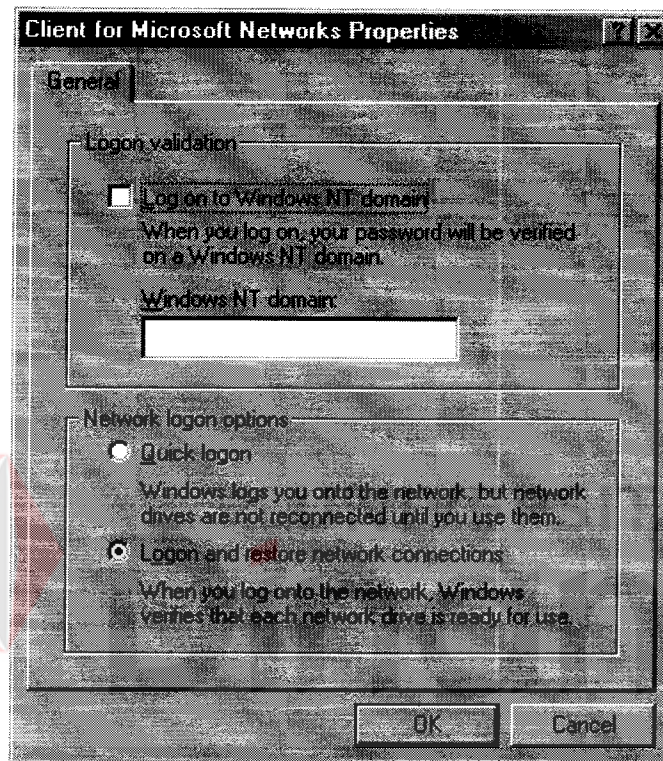 Client for Microsoft Networks Properties
General
Logon validation
Log on to Windows NT domain
When you log on, your password will be verified
on a Windows NT domain.
Windows NT domain:
Network logon options
Quick logon
Windows logs you onto the network, but network
drives are not reconnected until you use them.
Logon and restore network connections
When you log onto the network, Windows
verifies that each network drive is ready for use.
OK Cancel